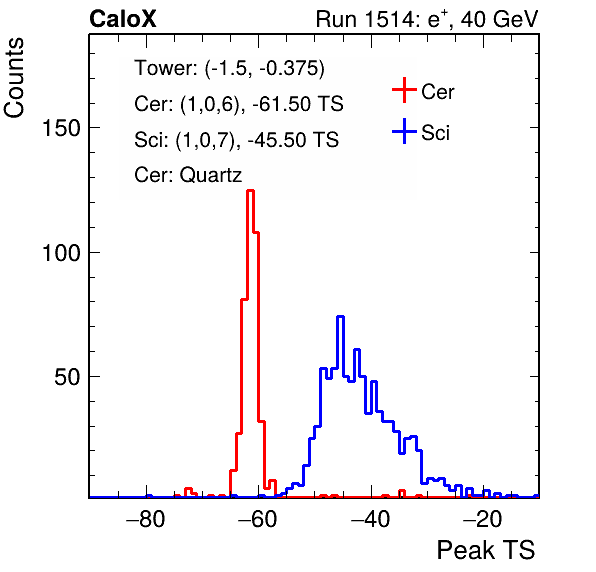 CaloX Run 1514: e⁺, 40 GeV
Counts
Tower: (-1.5, -0.375)
Cer: (1,0,6), -61.50 TS
Sci: (1,0,7), -45.50 TS
Cer: Quartz
Cer
Sci
150
100
50
−80 −60 −40 −20
Peak TS